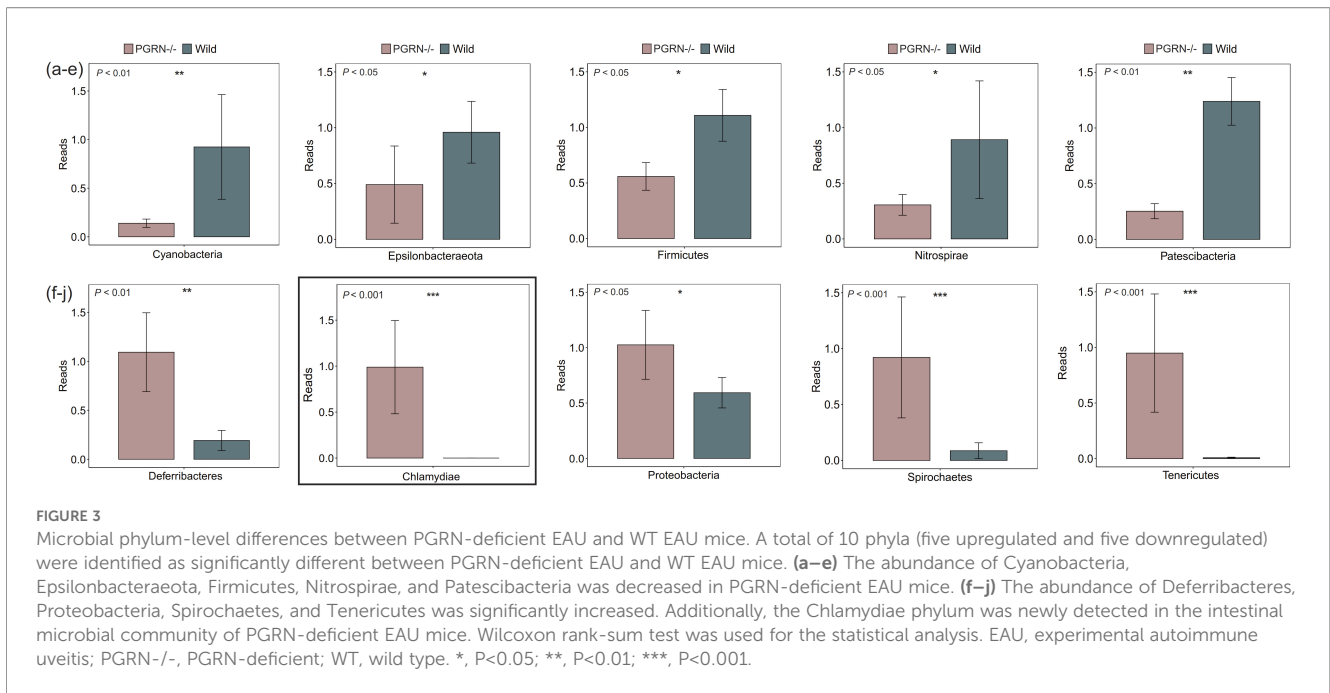 PGRN-/- Wild PGRN-/- Wild PGRN-/- Wild PGRN-/- Wild PGRN-/- Wild
(a-e)
P < 0.01 **
Reads
1.5
1.0
0.5
0.0
Cyanobacteria
P < 0.05 *
Reads
1.5
1.0
0.5
0.0
Epsilonbacteraeota
P < 0.05 *
Reads
1.5
1.0
0.5
0.0
Firmicutes
P < 0.05 *
Reads
1.5
1.0
0.5
0.0
Nitrospirae
P < 0.01 **
Reads
1.5
1.0
0.5
0.0
Patescibacteria
(f-j)
P < 0.01 **
Reads
1.5
1.0
0.5
0.0
Deferribacteres
P < 0.001 ***
Reads
1.5
1.0
0.5
0.0
Chlamydiae
P < 0.05 *
Reads
1.5
1.0
0.5
0.0
Proteobacteria
P < 0.001 ***
Reads
1.5
1.0
0.5
0.0
Spirochaetes
P < 0.001 ***
Reads
1.5
1.0
0.5
0.0
Tenericutes
FIGURE 3
Microbial phylum-level differences between PGRN-deficient EAU and WT EAU mice. A total of 10 phyla (five upregulated and five downregulated)
were identified as significantly different between PGRN-deficient EAU and WT EAU mice. (a–e) The abundance of Cyanobacteria,
Epsilonbacteraeota, Firmicutes, Nitrospirae, and Patescibacteria was decreased in PGRN-deficient EAU mice. (f–j) The abundance of Deferribacteres,
Proteobacteria, Spirochaetes, and Tenericutes was significantly increased. Additionally, the Chlamydiae phylum was newly detected in the intestinal
microbial community of PGRN-deficient EAU mice. Wilcoxon rank-sum test was used for the statistical analysis. EAU, experimental autoimmune
uveitis; PGRN-/-, PGRN-deficient; WT, wild type. *, P<0.05; **, P<0.01; ***, P<0.001.